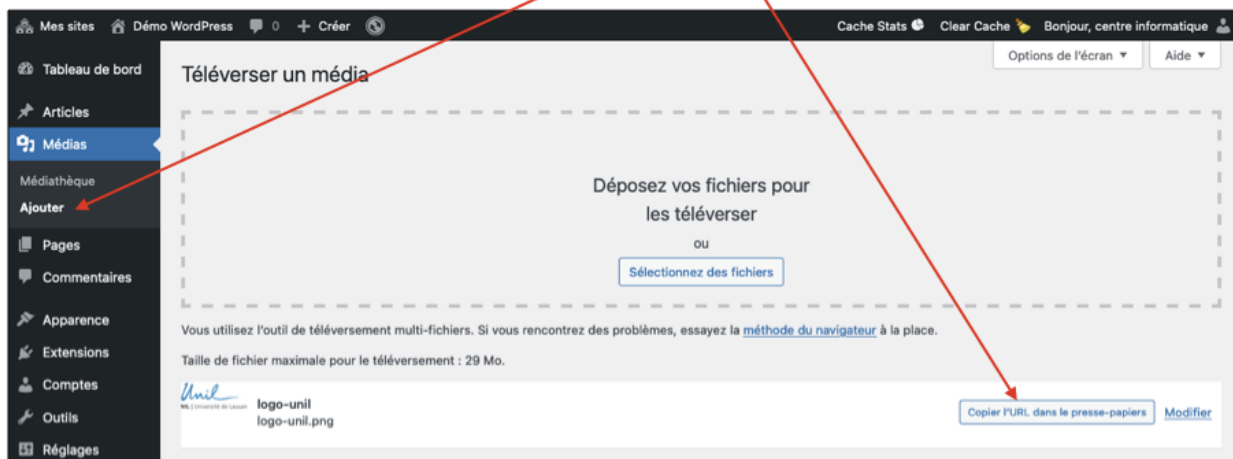 Mes sites Démo WordPress 0 + Créer Cache Stats Clear Cache Bonjour, centre informatique
Options de l'écran ▼ Aide ▼
Tableau de bord
Articles
Médias
Médiathèque
Ajouter
Pages
Commentaires
Apparence
Extensions
Comptes
Outils
Réglages
Téléverser un média
Déposez vos fichiers pour
les téléverser
ou
Sélectionnez des fichiers
Vous utilisez l'outil de téléversement multi-fichiers. Si vous rencontrez des problèmes, essayez la méthode du navigateur à la place.
Taille de fichier maximale pour le téléversement : 29 Mo.
Unil
logo-unil
logo-unil.png
Copier l'URL dans le presse-papiers Modifier